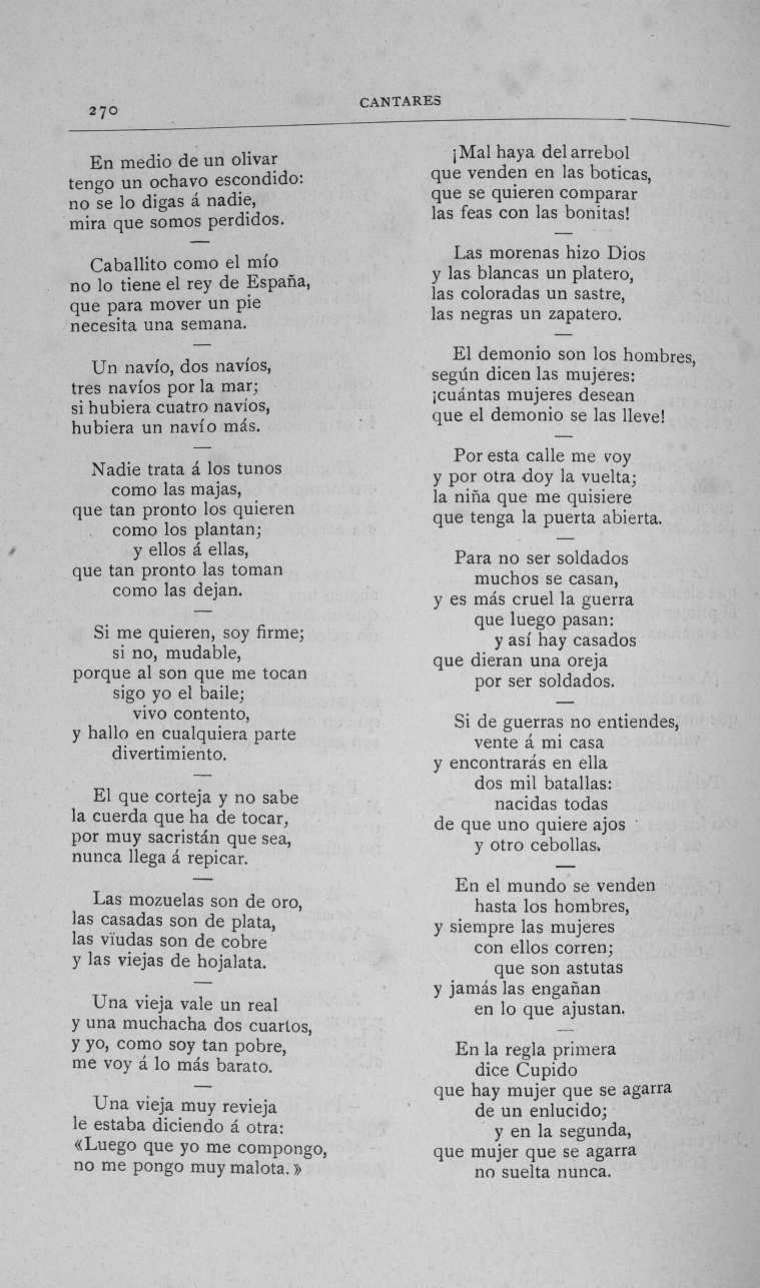 270
CANTARES
En medio de un olivar
tengo un ochavo escondido:
no se lo digas á nadie,
mira que somos perdidos.
Caballito como el mío
no lo tiene el rey de España,
que para mover un pie
necesita una semana.
Un navío, dos navíos,
tres navíos por la mar;
si hubiera cuatro navíos,
hubiera un navío más.
Nadie trata á los tunos
como las majas,
que tan pronto los quieren
como los plantan;
y ellos á ellas,
que tan pronto las toman
como las dejan.
Si me quieren, soy firme;
si no, mudable,
porque al son que me tocan
sigo yo el baile;
vivo contento,
y hallo en cualquiera parte
divertimiento.
El que corteja y no sabe
la cuerda que ha de tocar,
por muy sacristán que sea,
nunca llega á repicar.
Las mozuelas son de oro,
las casadas son de plata,
las vïudas son de cobre
y las viejas de hojalata.
Una vieja vale un real
y una muchacha dos cuartos,
y yo, como soy tan pobre,
me voy á lo más barato.
Una vieja muy revieja
le estaba diciendo á otra:
«Luego que yo me compongo,
no me pongo muy malota.»
¡Mal haya del arrebol
que venden en las boticas,
que se quieren comparar
las feas con las bonitas!
Las morenas hizo Dios
y las blancas un platero,
las coloradas un sastre,
las negras un zapatero.
El demonio son los hombres,
según dicen las mujeres:
¡cuántas mujeres desean
que el demonio se las lleve!
Por esta calle me voy
y por otra doy la vuelta;
la niña que me quisiere
que tenga la puerta abierta.
Para no ser soldados
muchos se casan,
y es más cruel la guerra
que luego pasan:
y así hay casados
que dieran una oreja
por ser soldados.
Si de guerras no entiendes,
vente á mi casa
y encontrarás en ella
dos mil batallas:
nacidas todas
de que uno quiere ajos
y otro cebollas.
En el mundo se venden
hasta los hombres,
y siempre las mujeres
con ellos corren;
que son astutas
y jamás las engañan
en lo que ajustan.
En la regla primera
dice Cupido
que hay mujer que se agarra
de un enlucido;
y en la segunda,
que mujer que se agarra
no suelta nunca.